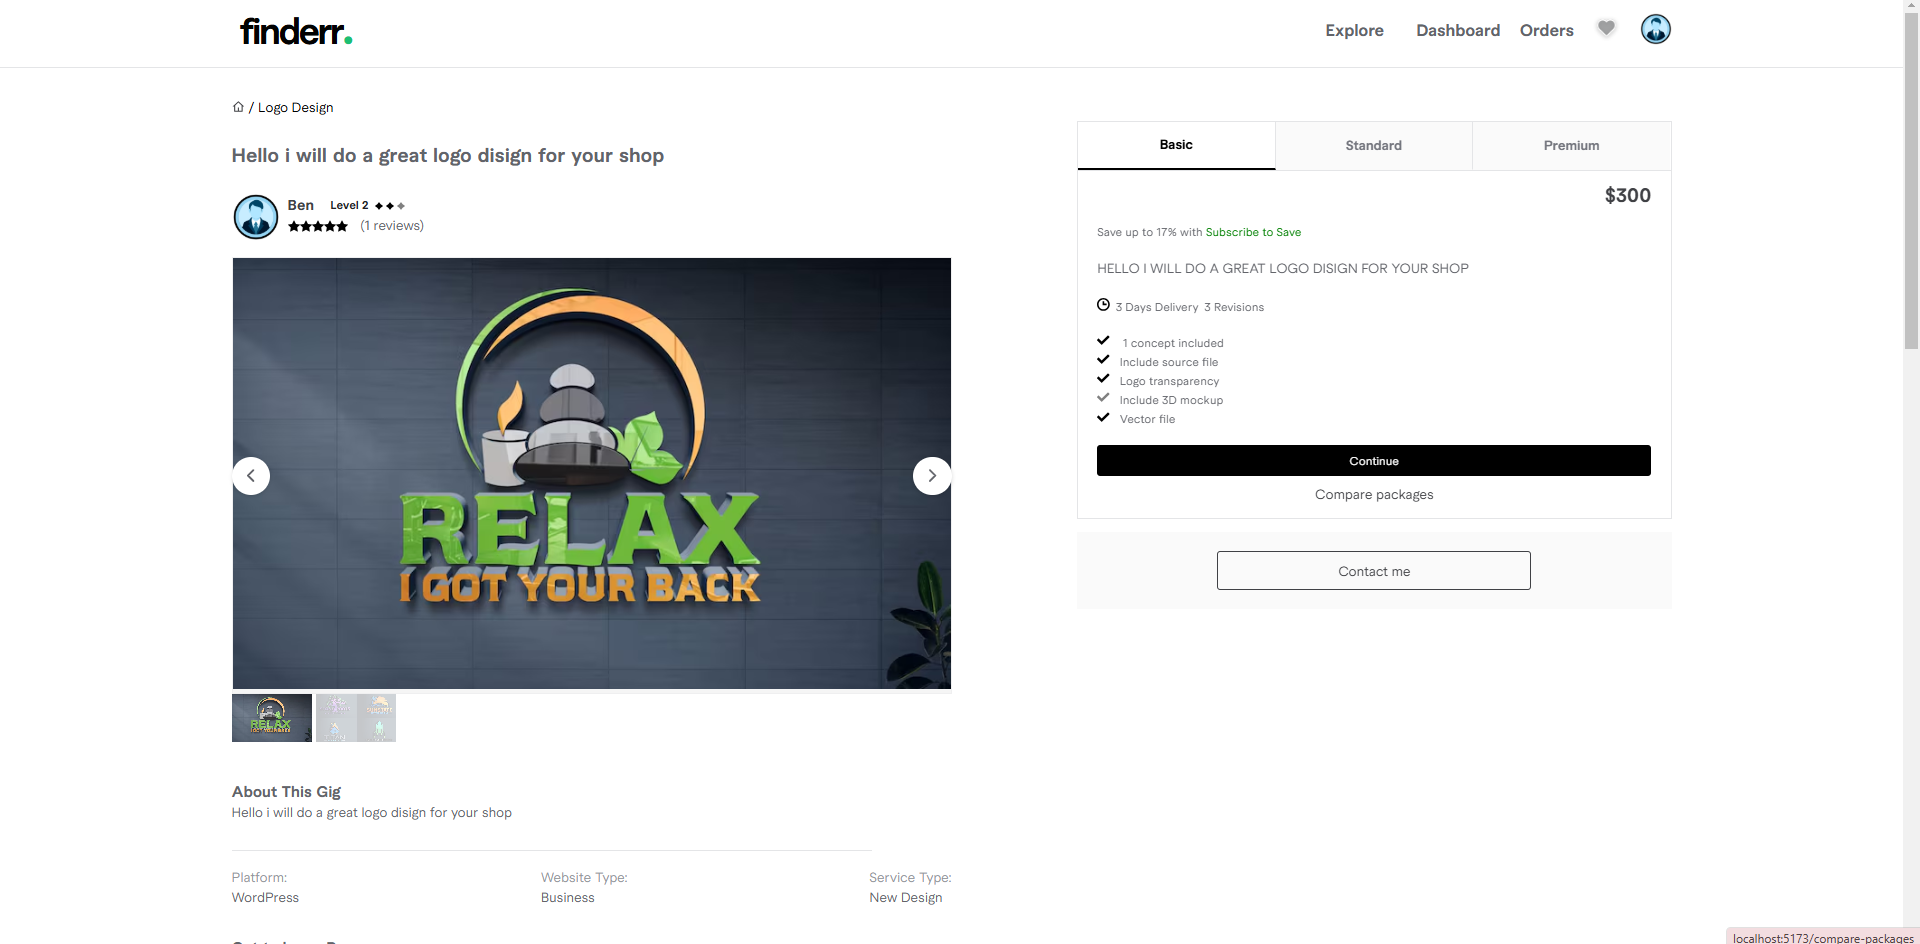 finderr.
Explore
Dashboard
Orders
/ Logo Design
Hello i will do a great logo disign for your shop
Ben
Level 2
(1 reviews)
RELAX
I GOT YOUR BACK
RELAX
I GOT YOUR BACK
About This Gig
Hello i will do a great logo disign for your shop
Platform:
WordPress
Website Type:
Business
Service Type:
New Design
Basic
Standard
Premium
$300
Save up to 17% with Subscribe to Save
HELLO I WILL DO A GREAT LOGO DISIGN FOR YOUR SHOP
3 Days Delivery 3 Revisions
1 concept included
Include source file
Logo transparency
Include 3D mockup
Vector file
Continue
Compare packages
Contact me
localhost:5173/compare-packages